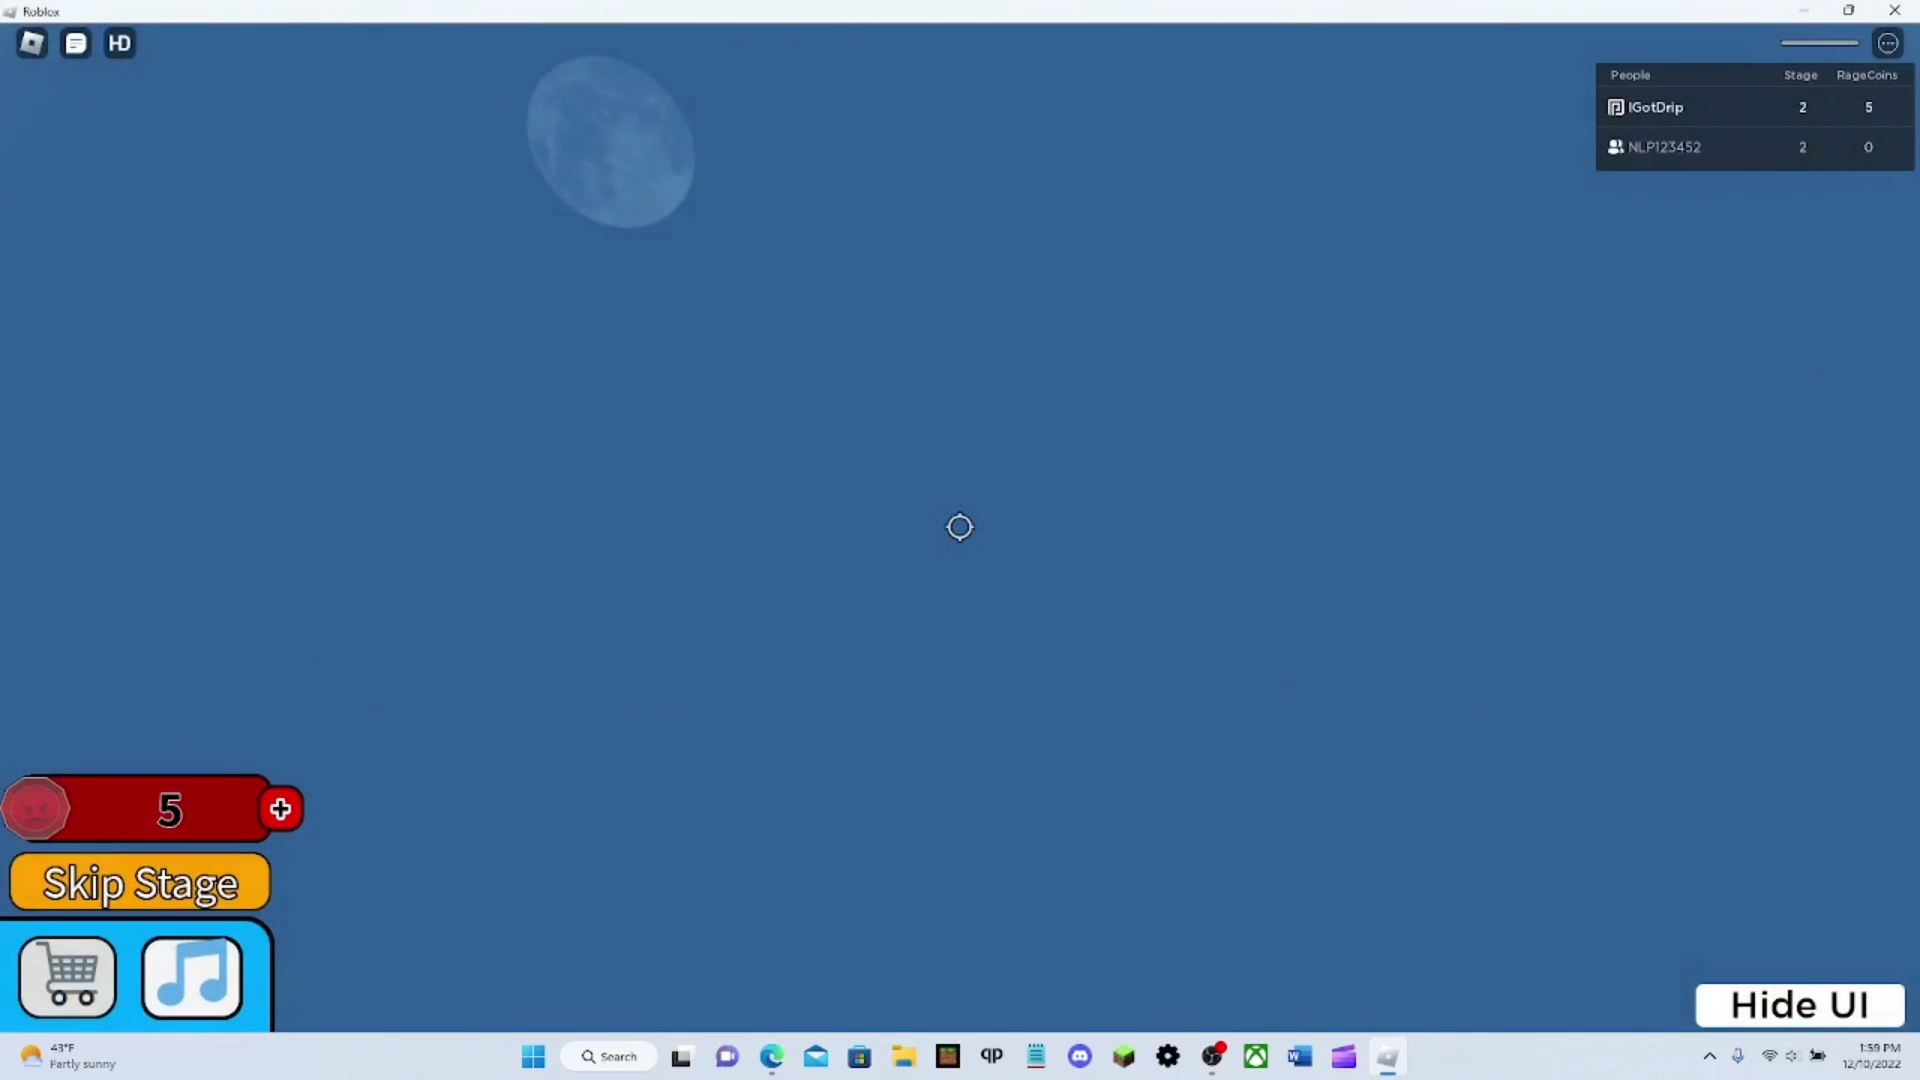 Roblox
HD
People Stage RageCoins
IGotDrip 2 5
NLP123452 2 0
5
Skip Stage
Hide UI
43°F
Partly sunny
Search
1:59 PM
12/10/2022